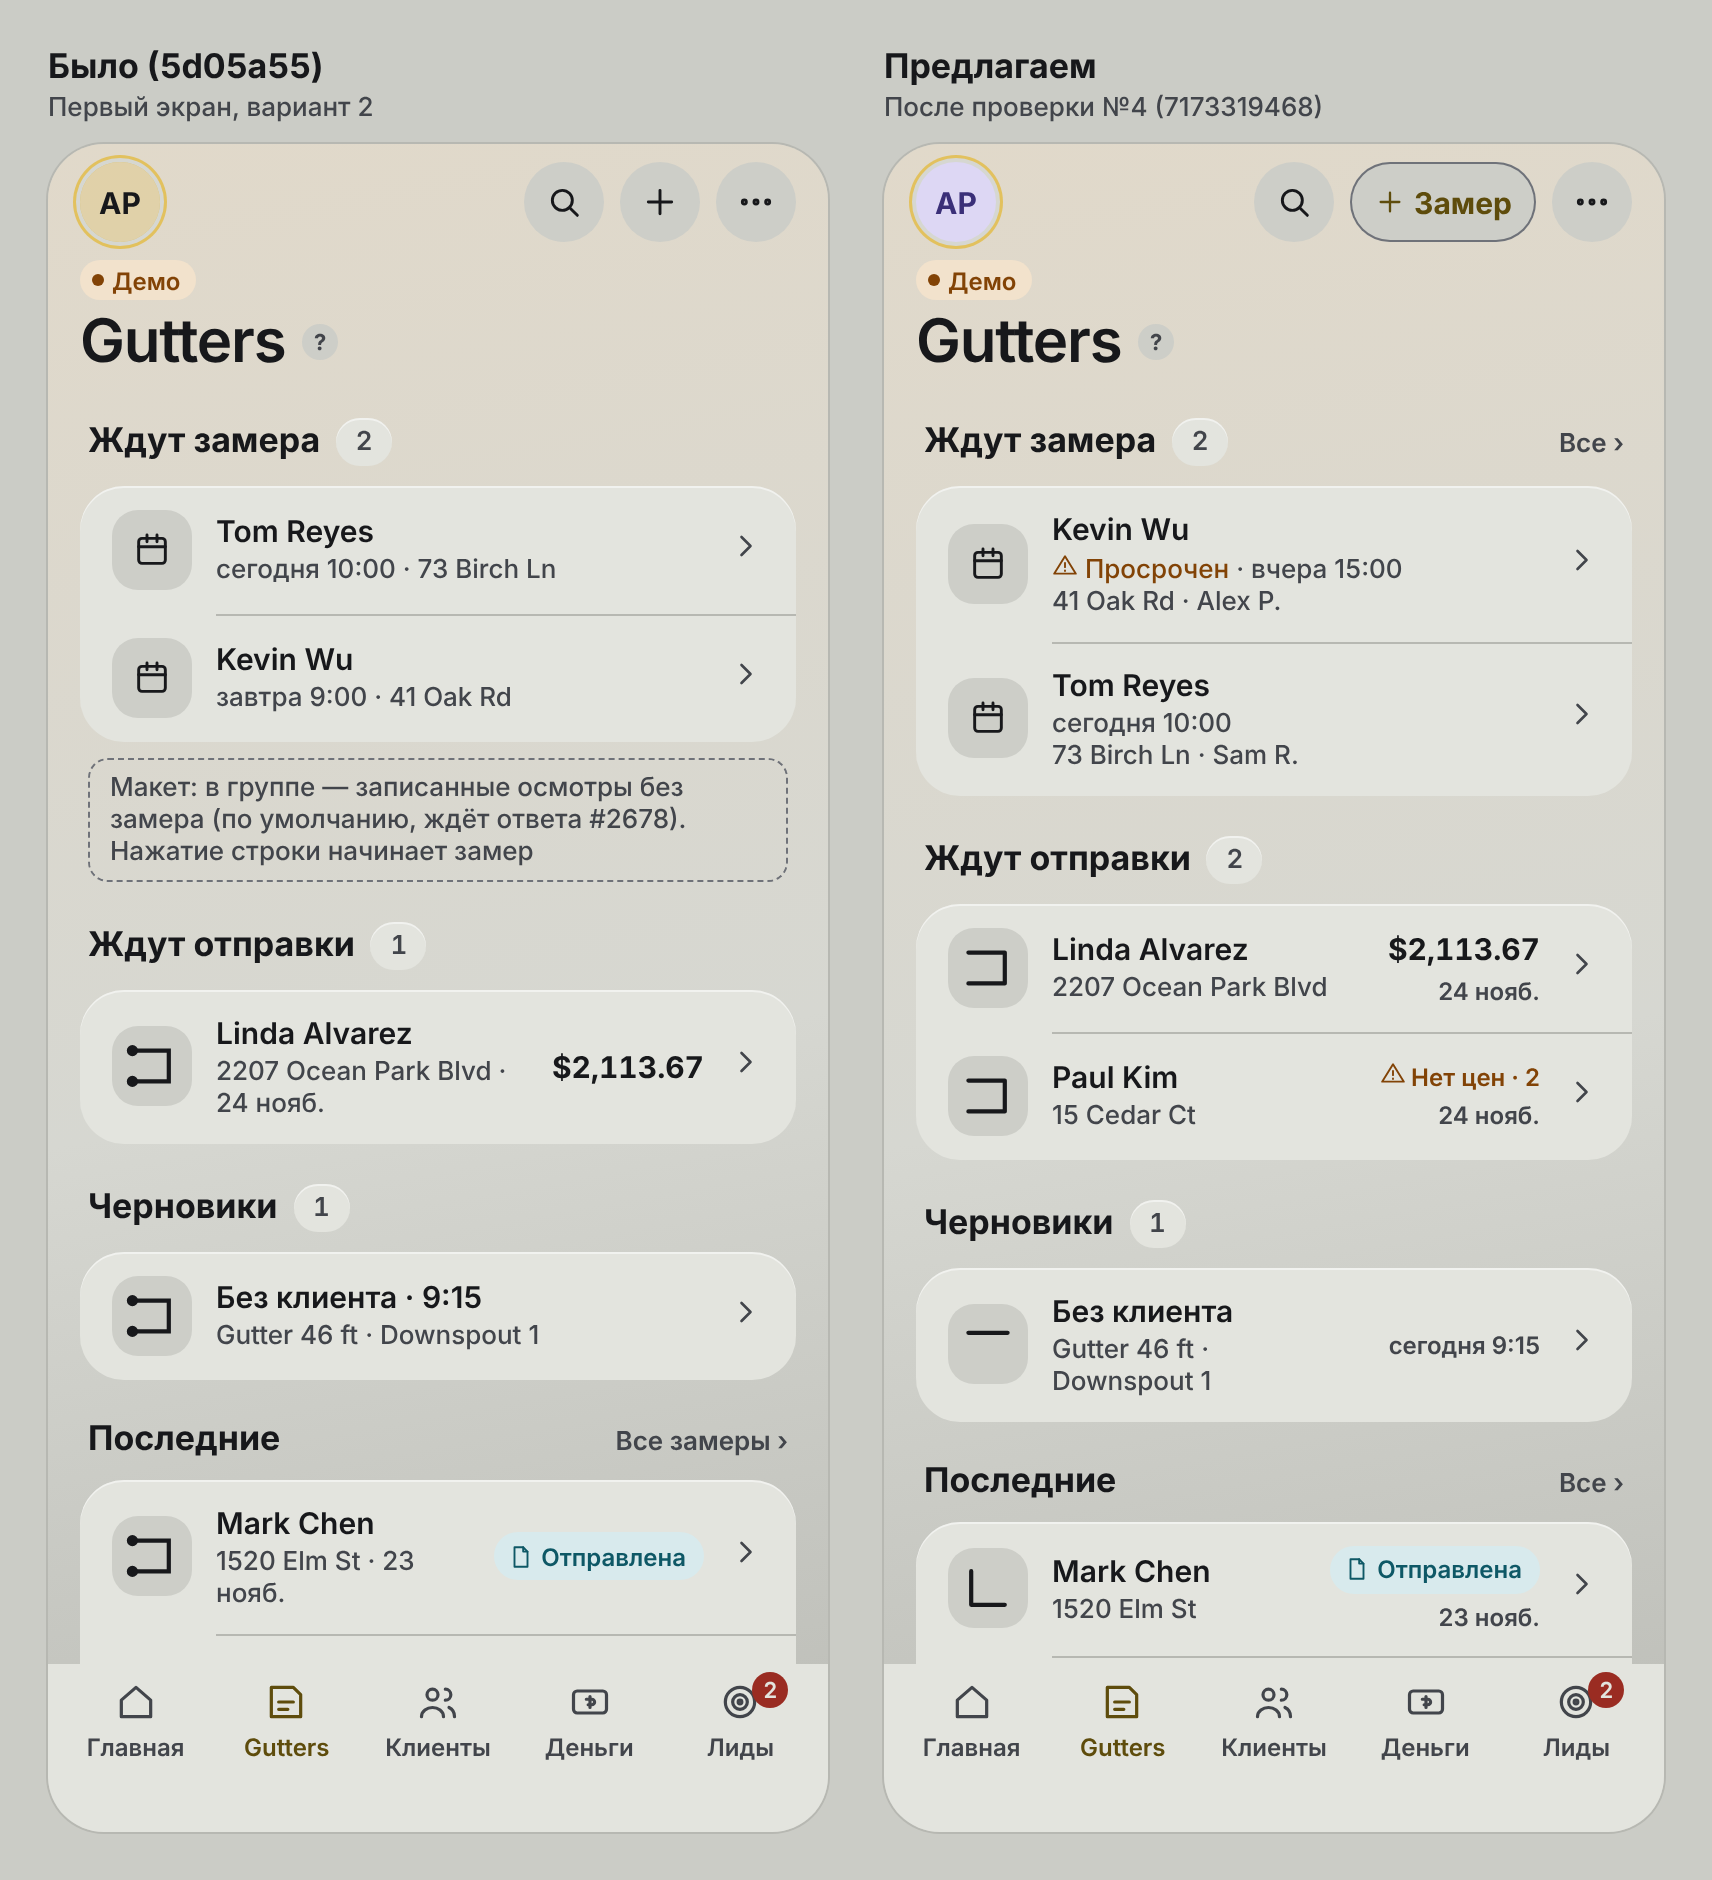 Было (5d05a55)
Первый экран, вариант 2
AP
Демо
Gutters ?
Ждут замера 2
Tom Reyes
сегодня 10:00 · 73 Birch Ln
Kevin Wu
завтра 9:00 · 41 Oak Rd
Макет: в группе — записанные осмотры без
замера (по умолчанию, ждёт ответа #2678).
Нажатие строки начинает замер
Ждут отправки 1
Linda Alvarez
2207 Ocean Park Blvd ·
24 нояб.
$2,113.67
Черновики 1
Без клиента · 9:15
Gutter 46 ft · Downspout 1
Последние Все замеры ›
Mark Chen
1520 Elm St · 23
нояб.
Отправлена
Главная Gutters Клиенты Деньги Лиды 2
Предлагаем
После проверки №4 (7173319468)
AP
+ Замер
Демо
Gutters ?
Ждут замера 2 Все ›
Kevin Wu
Просрочен · вчера 15:00
41 Oak Rd · Alex P.
Tom Reyes
сегодня 10:00
73 Birch Ln · Sam R.
Ждут отправки 2
Linda Alvarez
2207 Ocean Park Blvd
$2,113.67
24 нояб.
Paul Kim
15 Cedar Ct
Нет цен · 2
24 нояб.
Черновики 1
Без клиента
Gutter 46 ft ·
Downspout 1
сегодня 9:15
Последние Все ›
Mark Chen
1520 Elm St
Отправлена
23 нояб.
Главная Gutters Клиенты Деньги Лиды 2